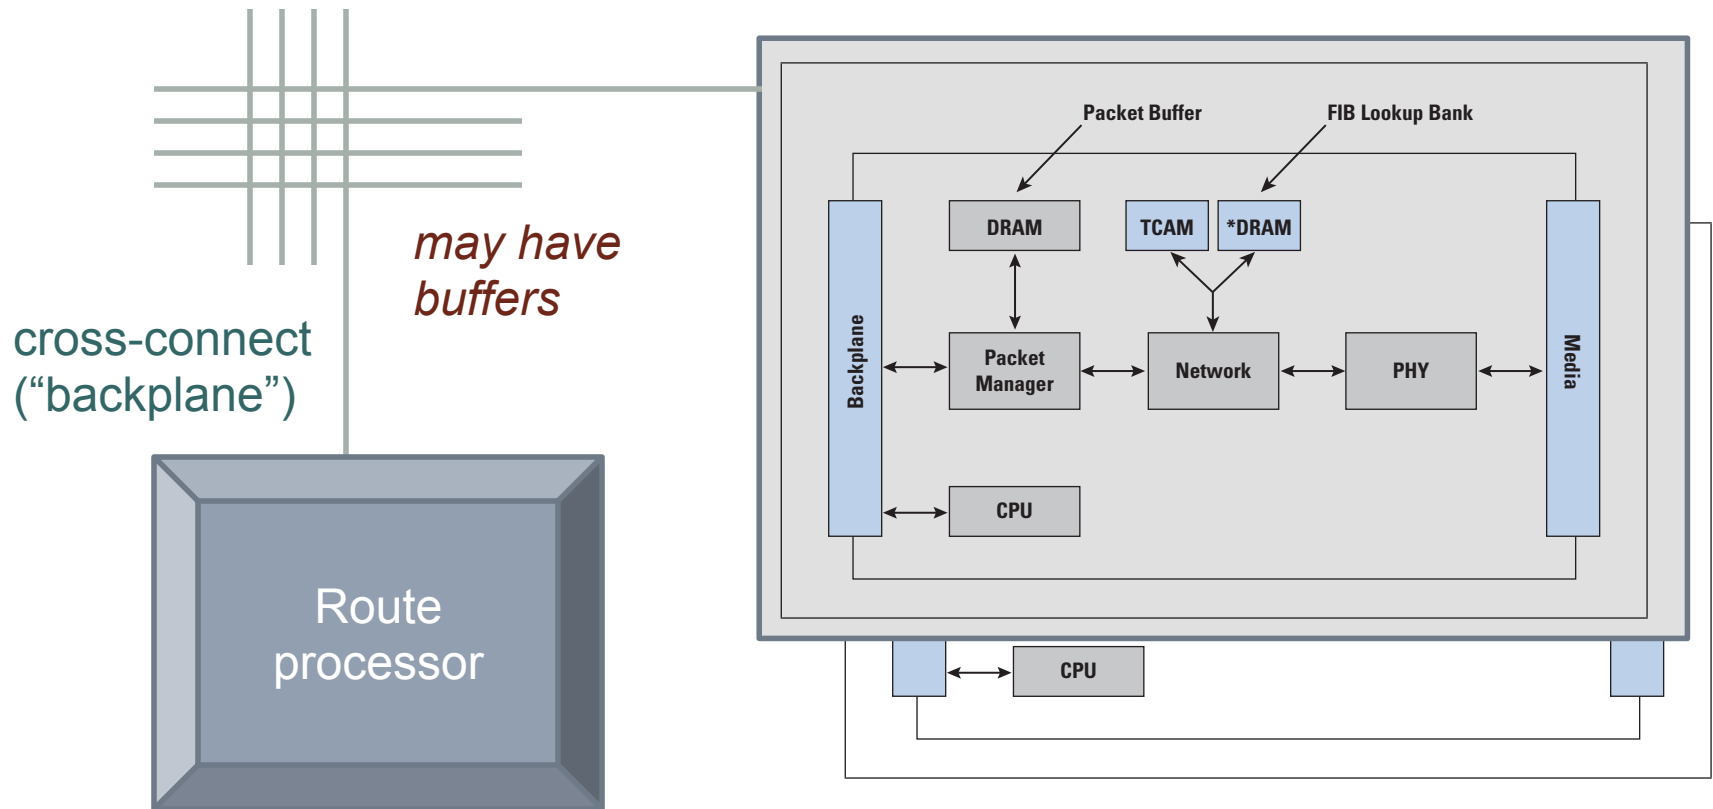 may have
buffers
cross-connect
(“backplane”)
Route
processor
Packet Buffer
FIB Lookup Bank
DRAM
TCAM
*DRAM
Backplane
Packet
Manager
Network
PHY
Media
CPU
CPU